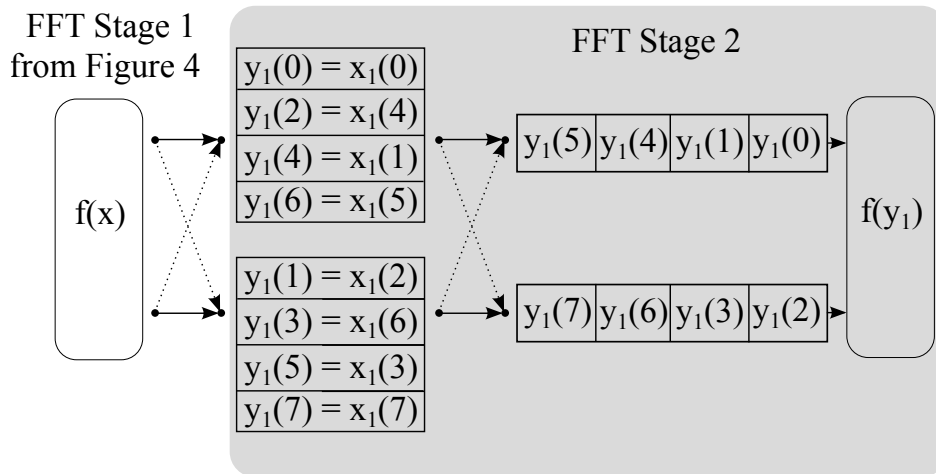 FFT Stage 1
from Figure 4
FFT Stage 2
f(x)
y₁(0) = x₁(0)
y₁(2) = x₁(4)
y₁(4) = x₁(1)
y₁(6) = x₁(5)
y₁(1) = x₁(2)
y₁(3) = x₁(6)
y₁(5) = x₁(3)
y₁(7) = x₁(7)
y₁(5) y₁(4) y₁(1) y₁(0)
y₁(7) y₁(6) y₁(3) y₁(2)
f(y₁)